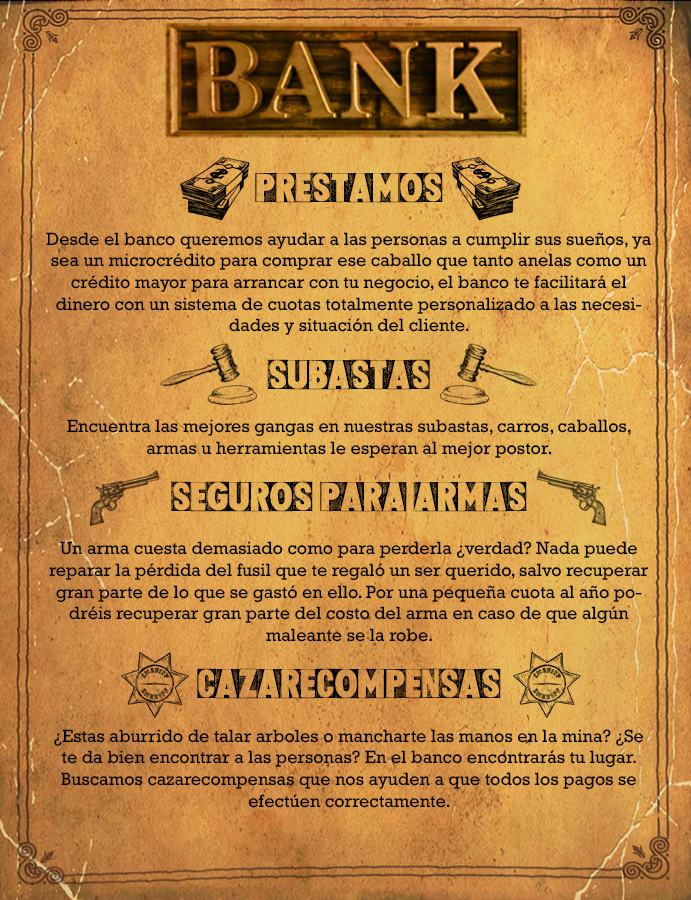 BANK
PRESTAMOS
Desde el banco queremos ayudar a las personas a cumplir sus sueños, ya
sea un microcrédito para comprar ese caballo que tanto anelas como un
crédito mayor para arrancar con tu negocio, el banco te facilitará el
dinero con un sistema de cuotas totalmente personalizado a las necesi-
dades y situación del cliente.
SUBASTAS
Encuentra las mejores gangas en nuestras subastas, carros, caballos,
armas u herramientas le esperan al mejor postor.
SEGUROS PARA ARMAS
Un arma cuesta demasiado como para perderla ¿verdad? Nada puede
reparar la pérdida del fusil que te regaló un ser querido, salvo recuperar
gran parte de lo que se gastó en ello. Por una pequeña cuota al año po-
dréis recuperar gran parte del costo del arma en caso de que algún
maleante se la robe.
CAZARECOMPENSAS
¿Estas aburrido de talar arboles o mancharte las manos en la mina? ¿Se
te da bien encontrar a las personas? En el banco encontrarás tu lugar.
Buscamos cazarecompensas que nos ayuden a que todos los pagos se
efectúen correctamente.